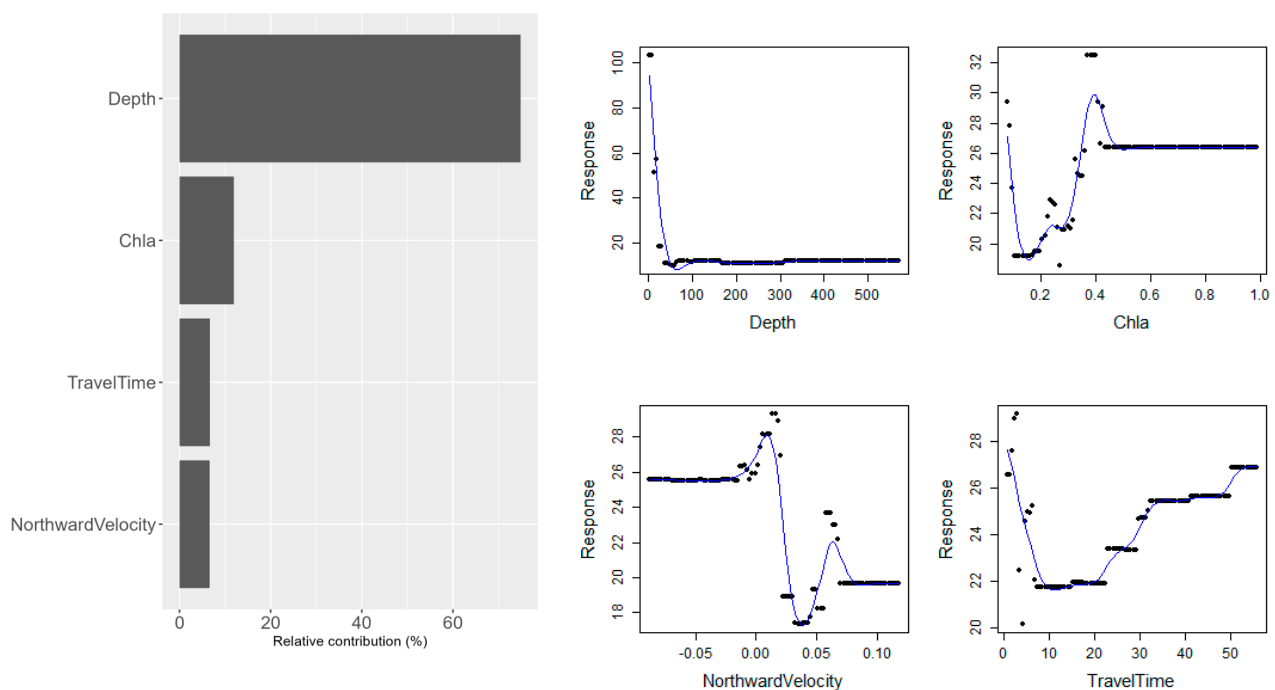 Depth
Chla
TravelTime
NorthwardVelocity
0 20 40 60
Relative contribution (%)
Response
20 40 60 80 100
0 100 200 300 400 500
Depth
Response
20 22 24 26 28 30 32
0.2 0.4 0.6 0.8 1.0
Chla
Response
18 20 22 24 26 28
-0.05 0.00 0.05 0.10
NorthwardVelocity
Response
20 22 24 26 28
0 10 20 30 40 50
TravelTime